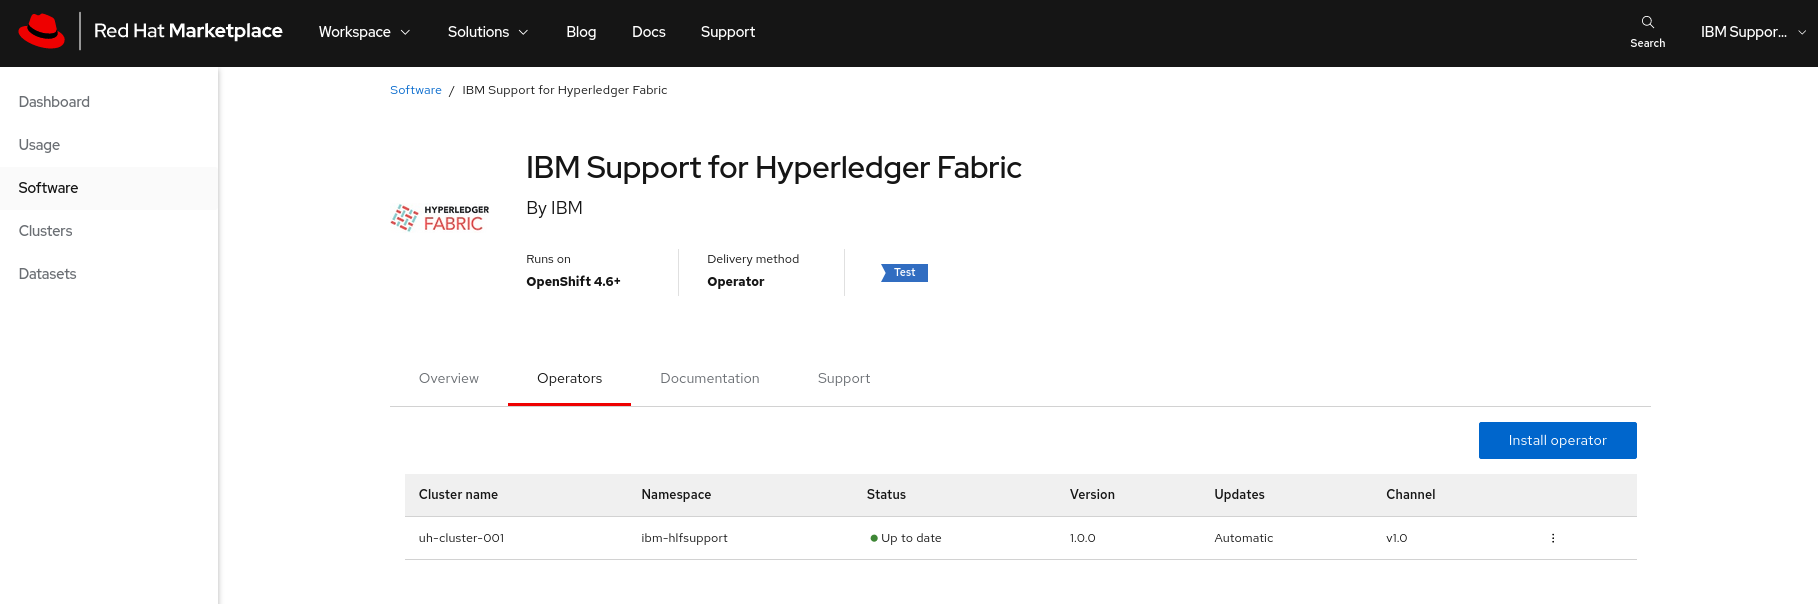 Red Hat Marketplace Workspace Solutions Blog Docs Support Search IBM Suppor...
Dashboard
Usage
Software
Clusters
Datasets
Software / IBM Support for Hyperledger Fabric
HYPERLEDGER
FABRIC
IBM Support for Hyperledger Fabric
By IBM
Runs on
OpenShift 4.6+
Delivery method
Operator
Test
Overview Operators Documentation Support
Install operator
Cluster name Namespace Status Version Updates Channel
uh-cluster-001 ibm-hlfsupport Up to date 1.0.0 Automatic v1.0